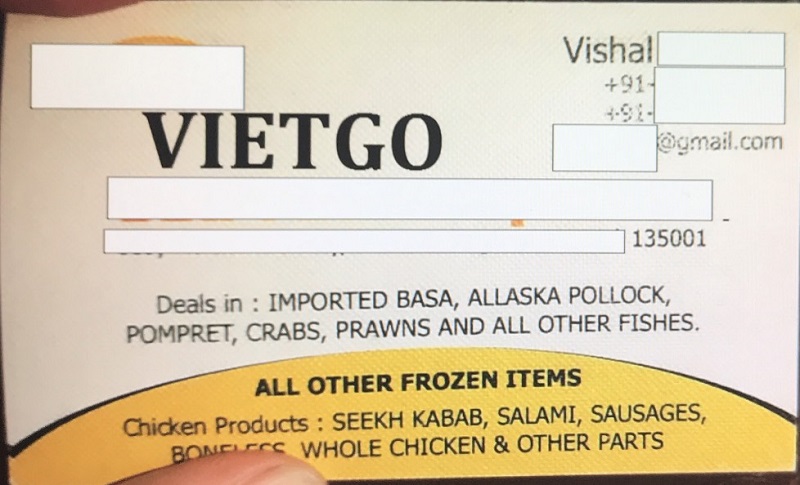 VIETGO
Vishal
+91-
+91-
@gmail.com
135001
Deals in : IMPORTED BASA, ALLASKA POLLOCK,
POMPRET, CRABS, PRAWNS AND ALL OTHER FISHES.
ALL OTHER FROZEN ITEMS
Chicken Products : SEEKH KABAB, SALAMI, SAUSAGES,
BONELESS, WHOLE CHICKEN & OTHER PARTS